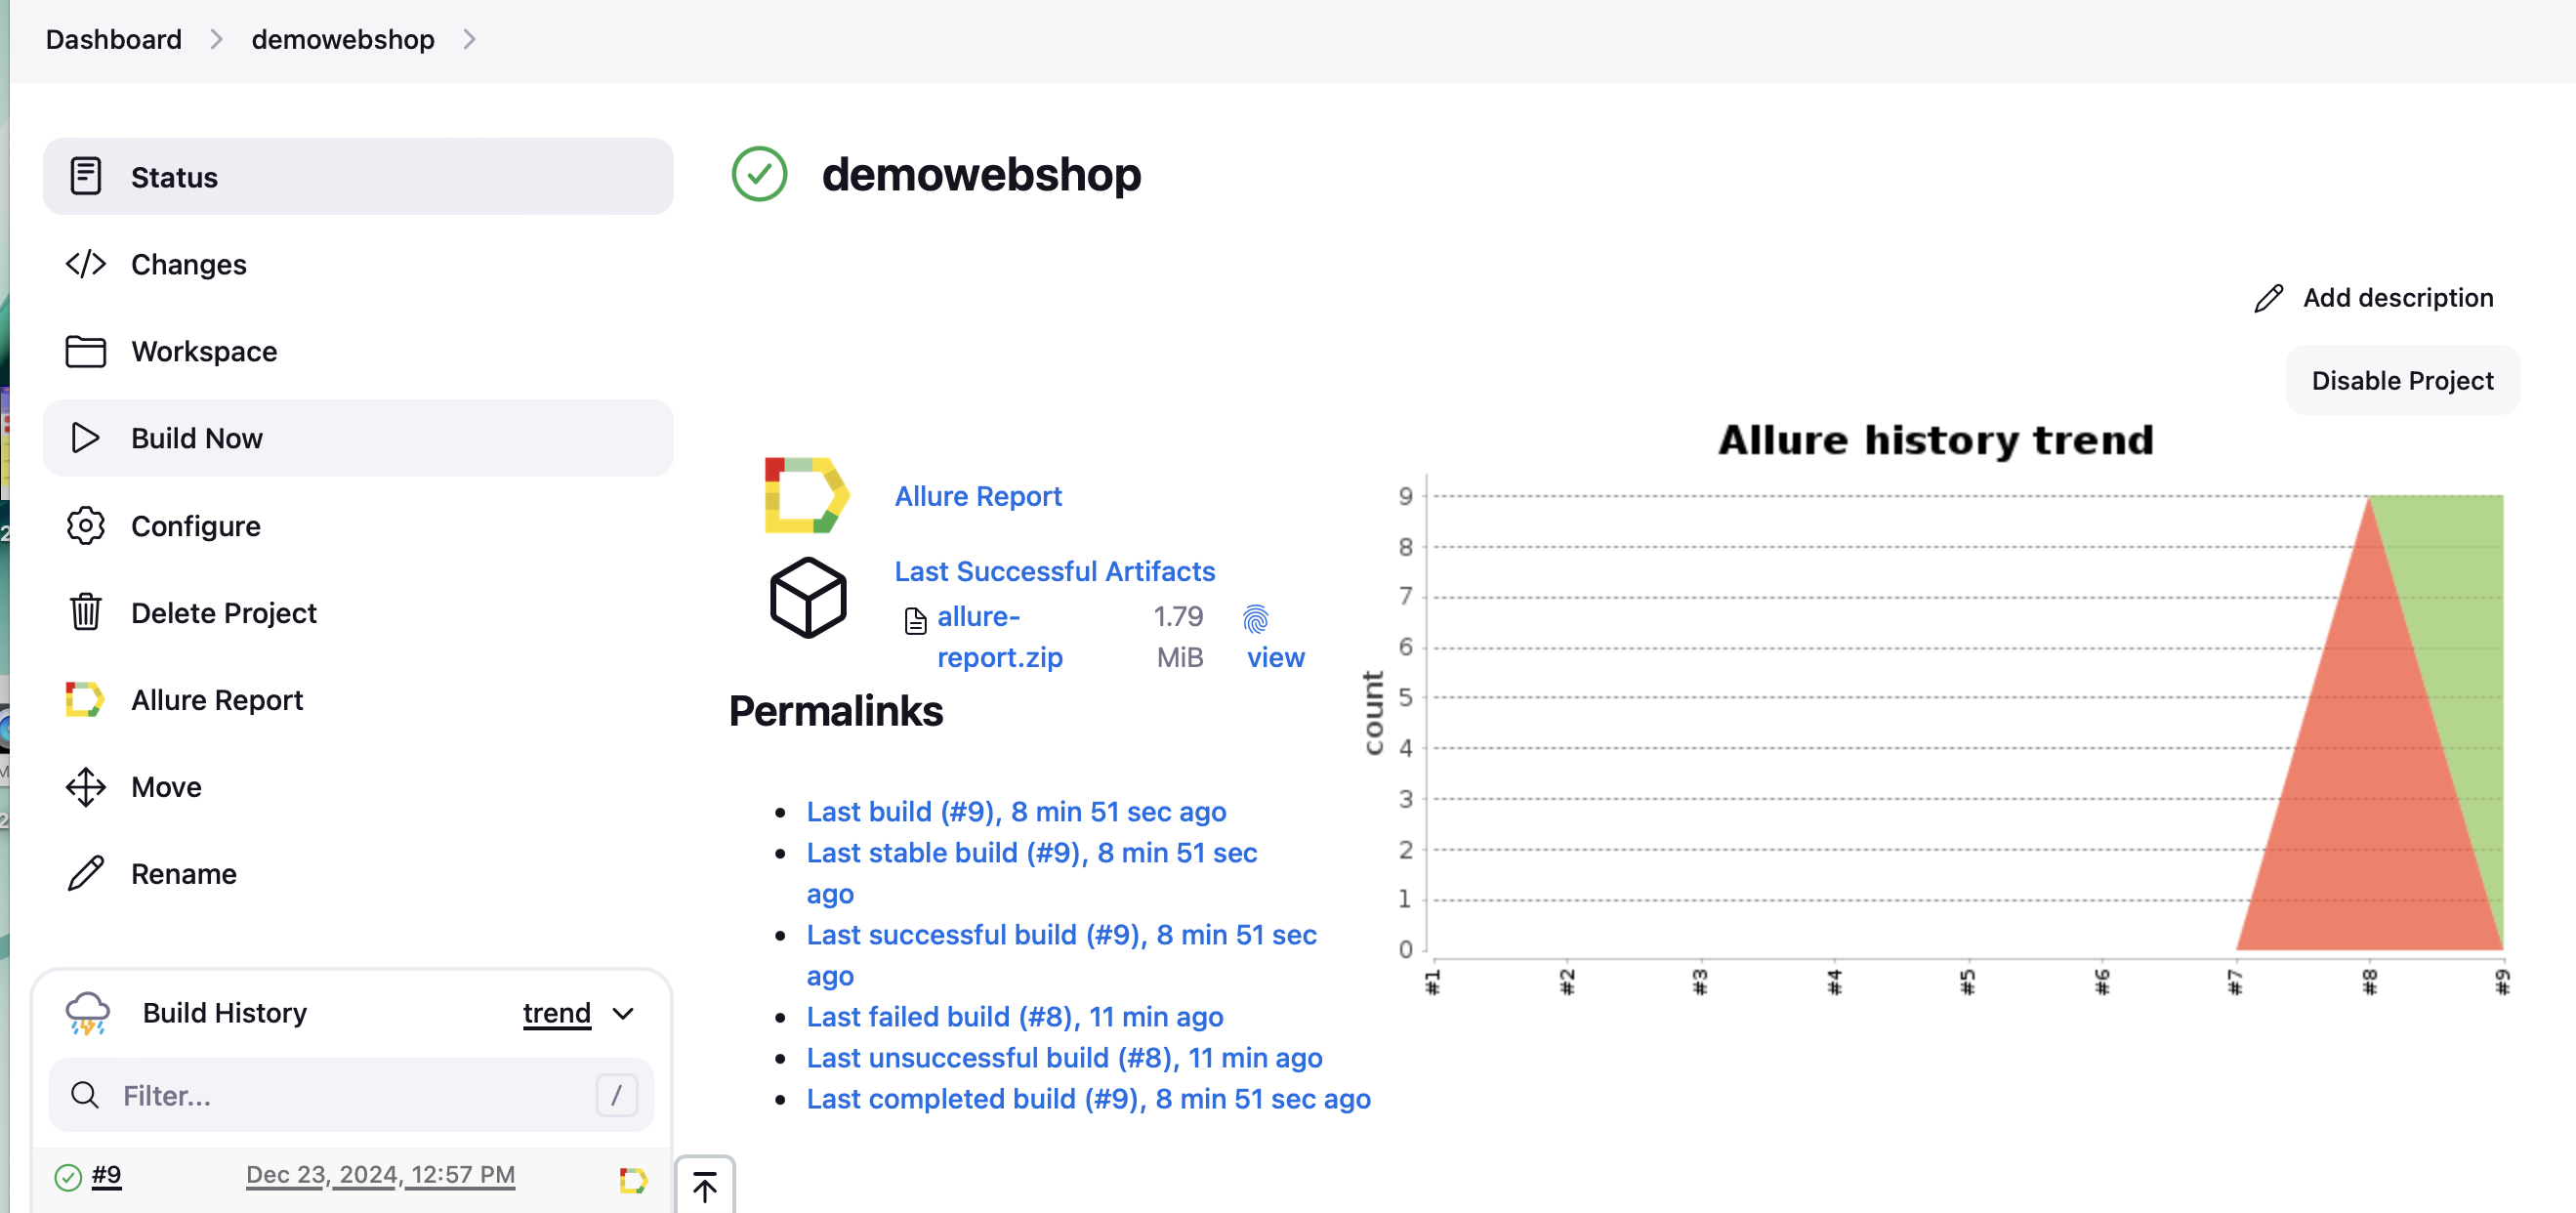 Dashboard
demowebshop
Status
Changes
Workspace
Build Now
Configure
Delete Project
Allure Report
Move
Rename
Build History
trend
Filter...
/
#9
Dec 23, 2024, 12:57 PM
demowebshop
Add description
Disable Project
Allure Report
Last Successful Artifacts
allure-
report.zip
1.79
MiB
view
Permalinks
Last build (#9), 8 min 51 sec ago
Last stable build (#9), 8 min 51 sec
ago
Last successful build (#9), 8 min 51 sec
ago
Last failed build (#8), 11 min ago
Last unsuccessful build (#8), 11 min ago
Last completed build (#9), 8 min 51 sec ago
Allure history trend
count
9
8
7
6
5
4
3
2
1
0
#1
#2
#3
#4
#5
#6
#7
#8
#9